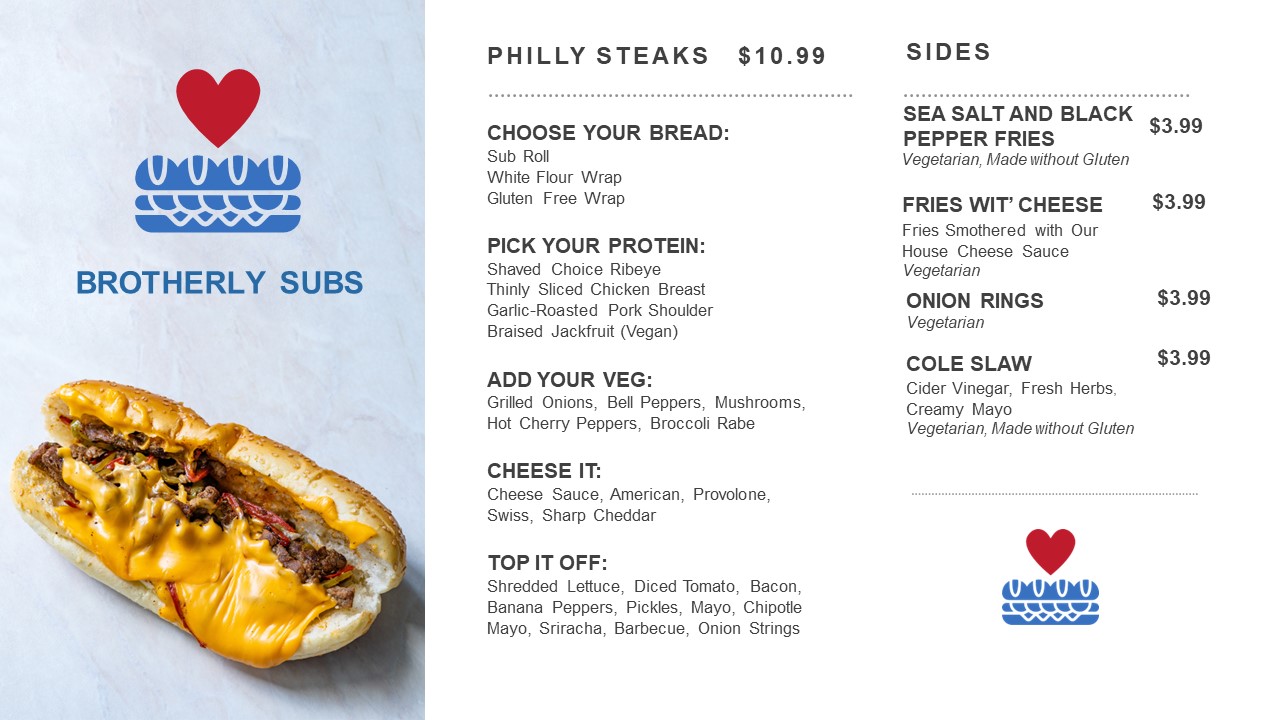 BROTHERLY SUBS
PHILLY STEAKS $10.99
CHOOSE YOUR BREAD:
Sub Roll
White Flour Wrap
Gluten Free Wrap
PICK YOUR PROTEIN:
Shaved Choice Ribeye
Thinly Sliced Chicken Breast
Garlic-Roasted Pork Shoulder
Braised Jackfruit (Vegan)
ADD YOUR VEG:
Grilled Onions, Bell Peppers, Mushrooms,
Hot Cherry Peppers, Broccoli Rabe
CHEESE IT:
Cheese Sauce, American, Provolone,
Swiss, Sharp Cheddar
TOP IT OFF:
Shredded Lettuce, Diced Tomato, Bacon,
Banana Peppers, Pickles, Mayo, Chipotle
Mayo, Sriracha, Barbecue, Onion Strings
SIDES
SEA SALT AND BLACK
PEPPER FRIES $3.99
Vegetarian, Made without Gluten
FRIES WIT’ CHEESE $3.99
Fries Smothered with Our
House Cheese Sauce
Vegetarian
ONION RINGS $3.99
Vegetarian
COLE SLAW $3.99
Cider Vinegar, Fresh Herbs,
Creamy Mayo
Vegetarian, Made without Gluten